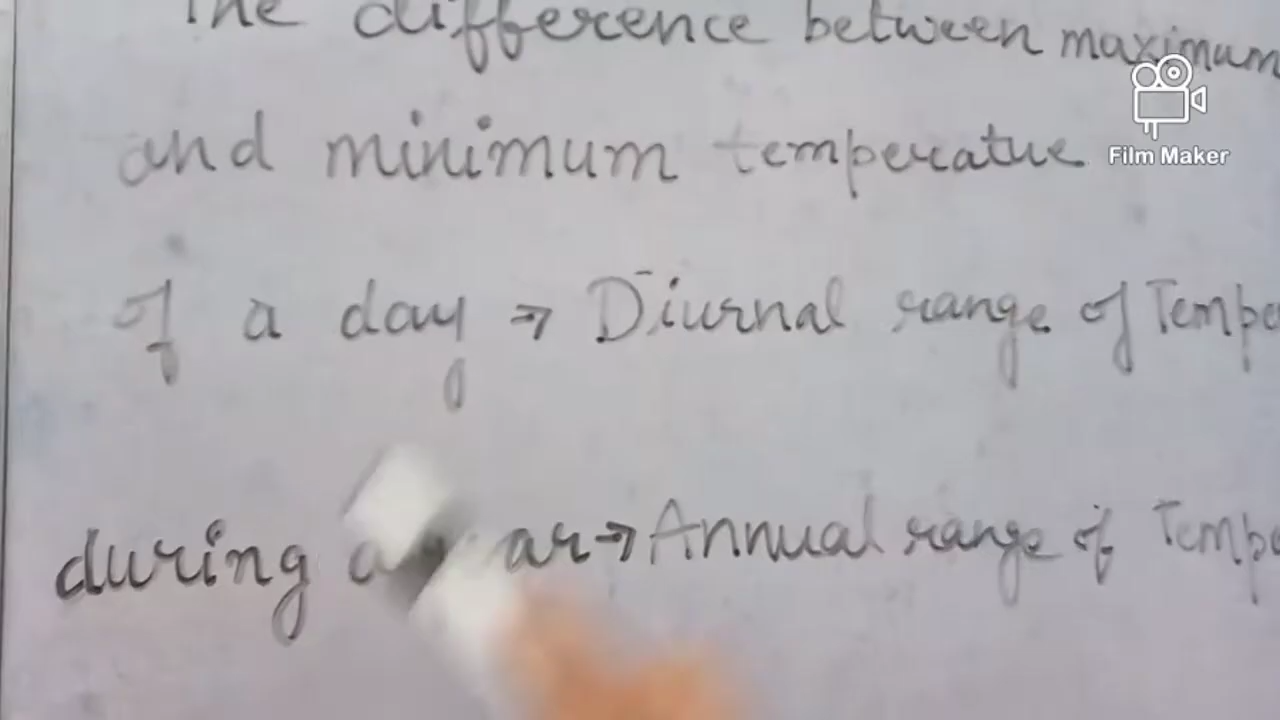 The difference between maximum
and minimum temperatue
of a day → Diurnal range of Tempe
during a → Annual range of Tempe
Film Maker